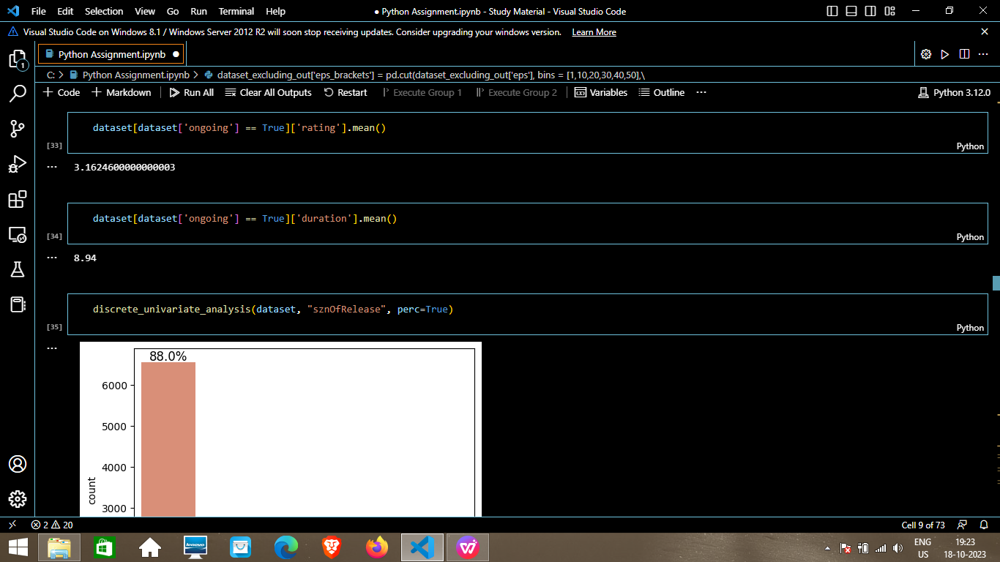 File Edit Selection View Go Run Terminal Help
● Python Assignment.ipynb - Study Material - Visual Studio Code
Visual Studio Code on Windows 8.1 / Windows Server 2012 R2 will soon stop receiving updates. Consider upgrading your windows version. Learn More
1
Python Assignment.ipynb ●
C: > Python Assignment.ipynb > dataset_excluding_out['eps_brackets'] = pd.cut(dataset_excluding_out['eps'], bins = [1,10,20,30,40,50],\
+ Code + Markdown | Run All Clear All Outputs Restart | Execute Group 1 Execute Group 2 | Variables Outline ...
Python 3.12.0
dataset[dataset['ongoing'] == True]['rating'].mean()
[33]
Python
... 3.1624600000000003
dataset[dataset['ongoing'] == True]['duration'].mean()
[34]
Python
... 8.94
discrete_univariate_analysis(dataset, "sznOfRelease", perc=True)
[35]
Python
...
88.0%
6000
5000
4000
3000
count
2 20
Cell 9 of 73
lenovo
ENG
US
19:23
18-10-2023